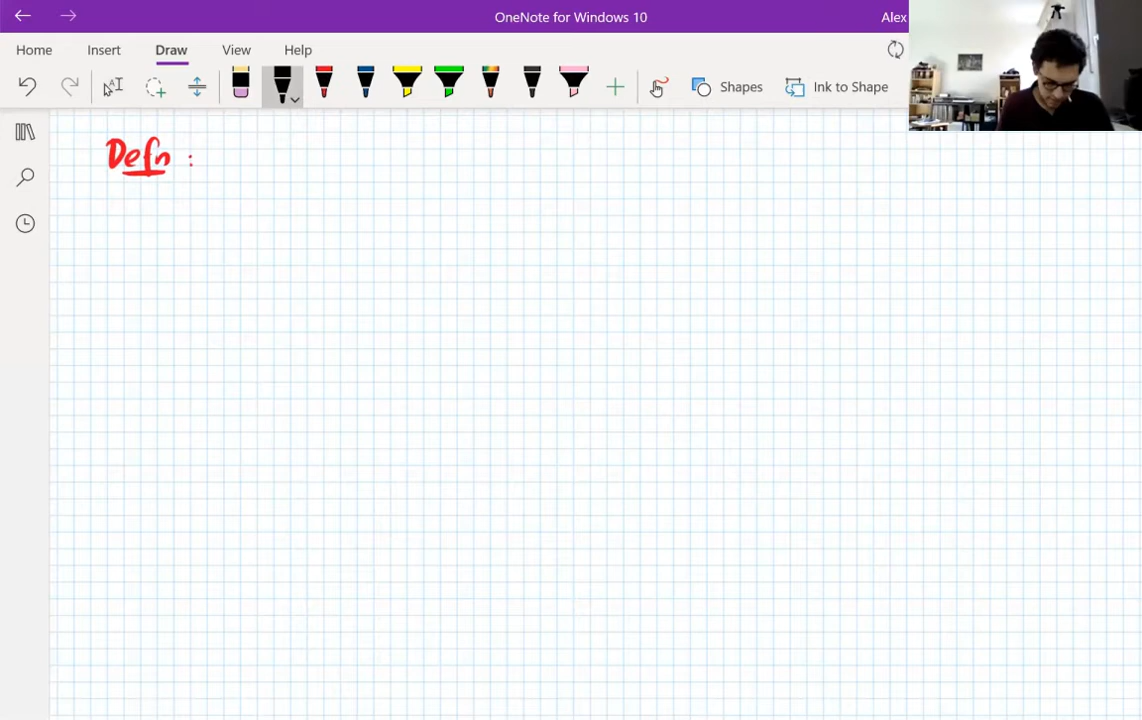 OneNote for Windows 10
Alex
Home Insert Draw View Help
Shapes Ink to Shape
Defn :